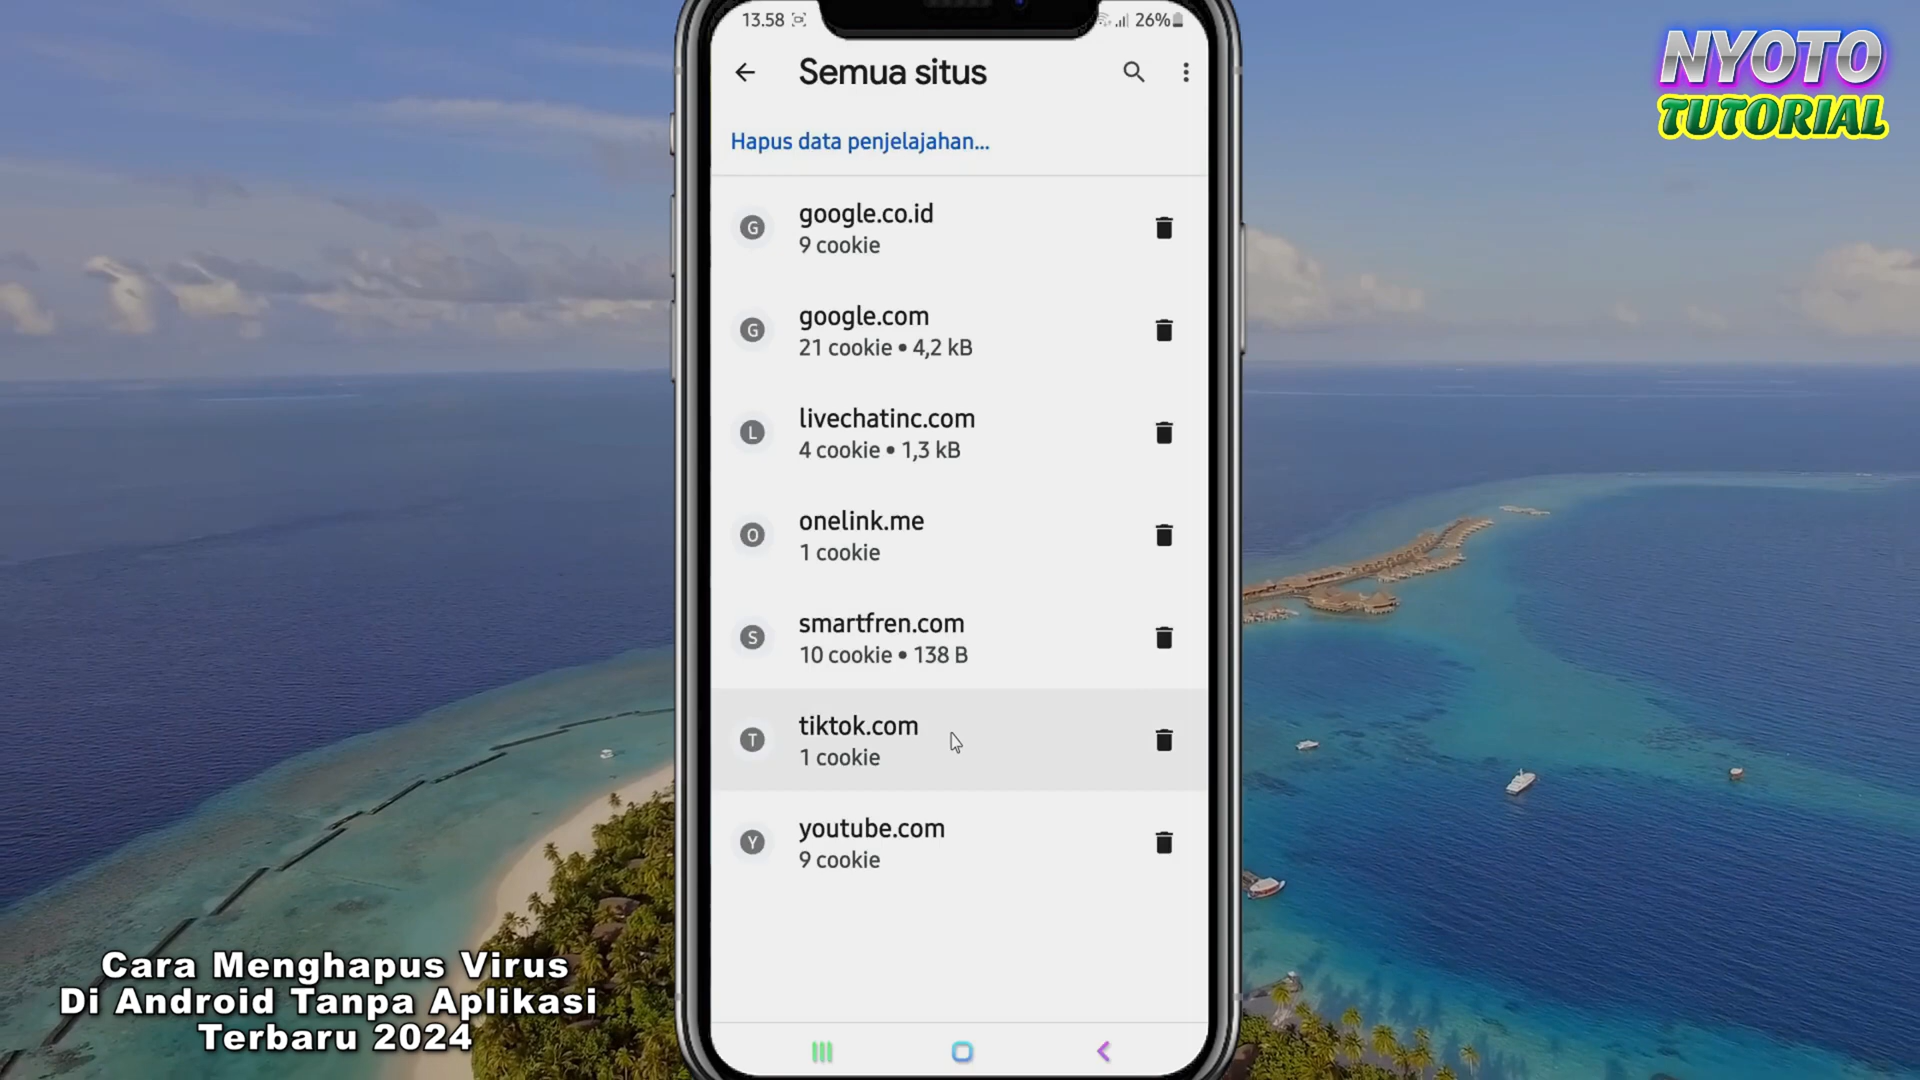 13.58
26%
Semua situs
Hapus data penjelajahan...
G
google.co.id
9 cookie
G
google.com
21 cookie • 4,2 kB
L
livechatinc.com
4 cookie • 1,3 kB
O
onelink.me
1 cookie
S
smartfren.com
10 cookie • 138 B
T
tiktok.com
1 cookie
Y
youtube.com
9 cookie
NYOTO
TUTORIAL
Cara Menghapus Virus
Di Android Tanpa Aplikasi
Terbaru 2024